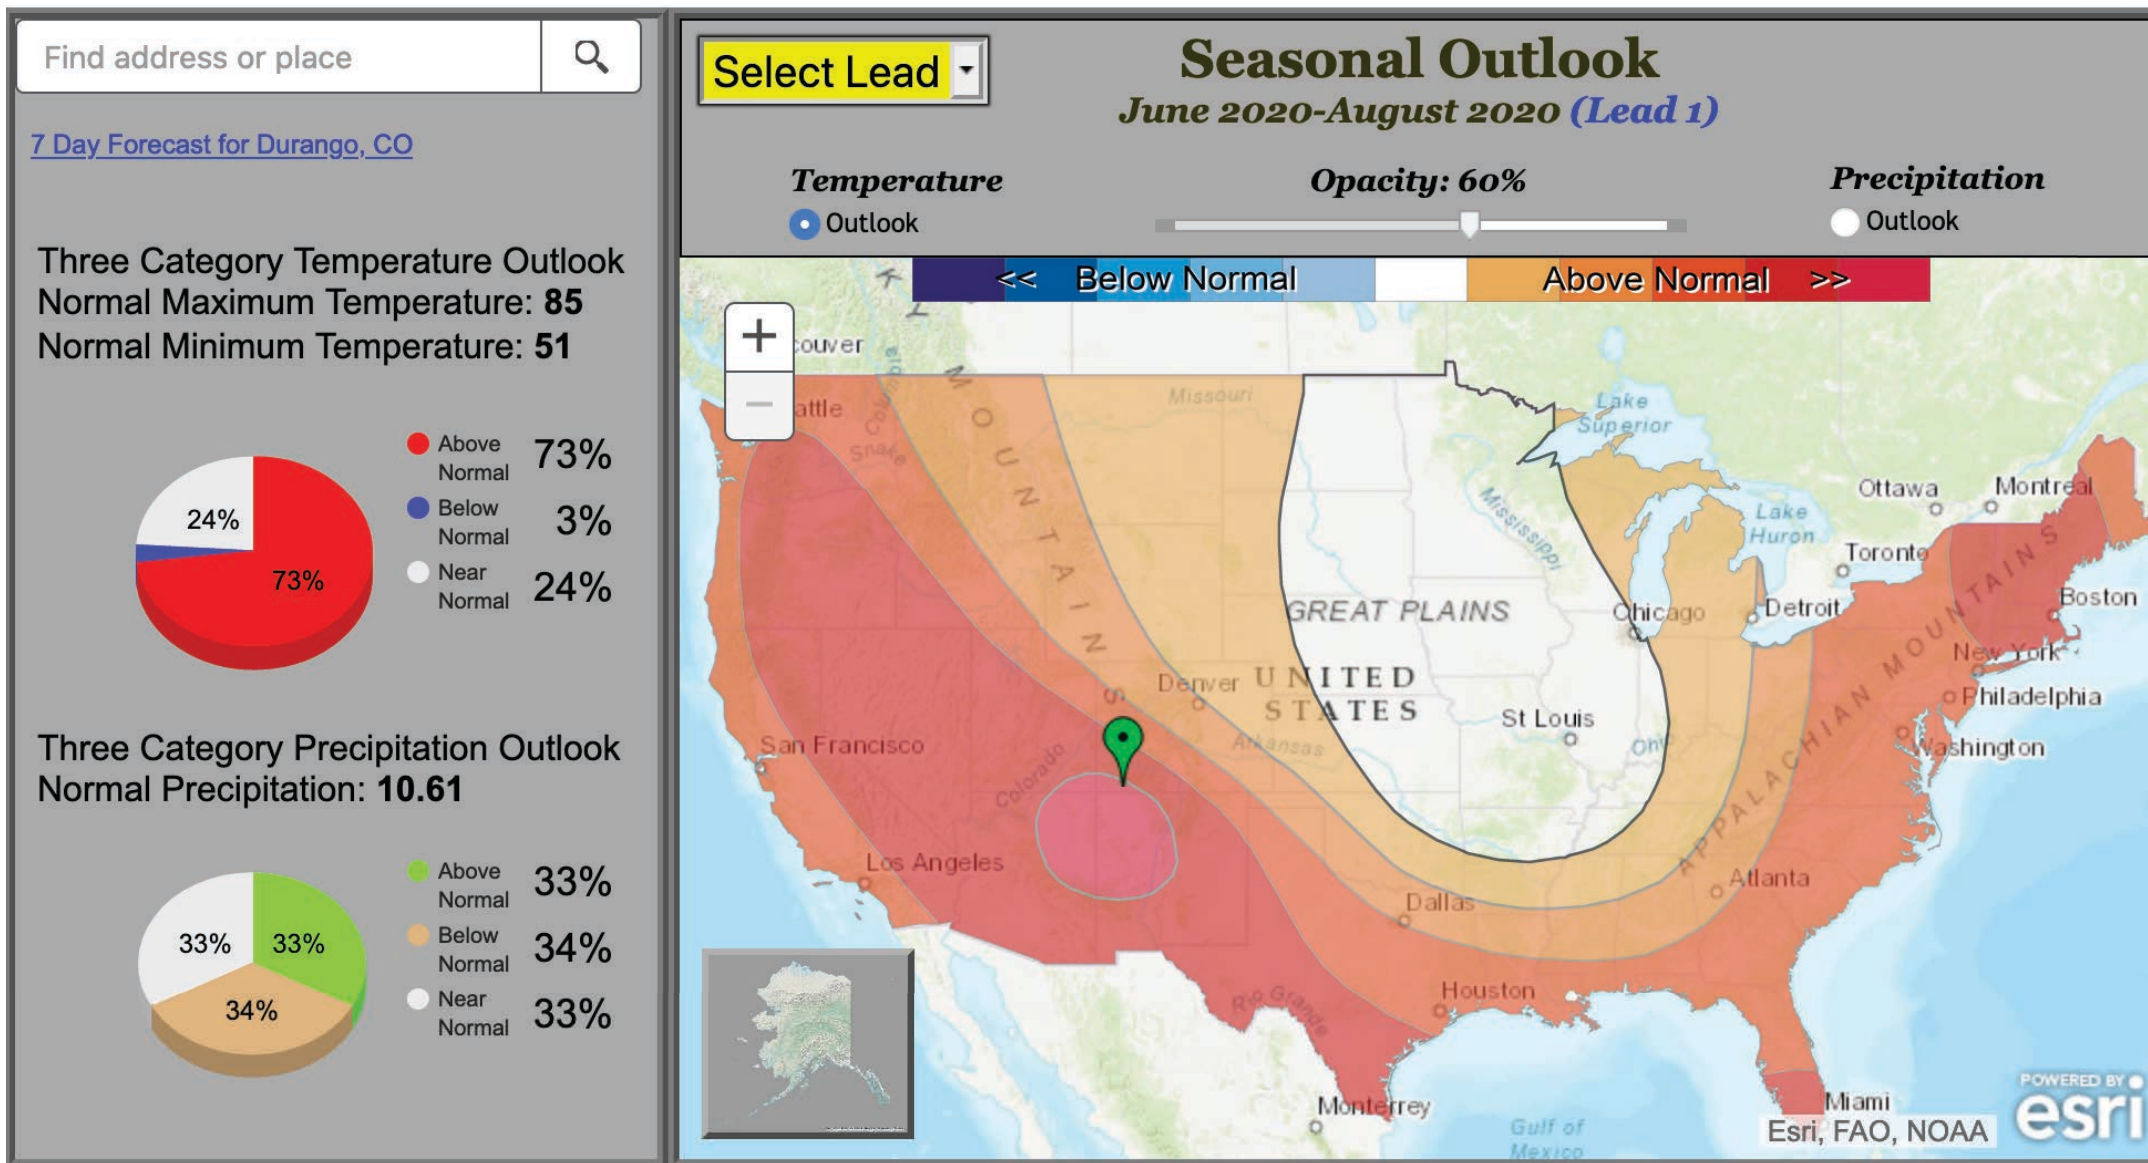 Find address or place
7 Day Forecast for Durango, CO
Three Category Temperature Outlook
Normal Maximum Temperature: 85
Normal Minimum Temperature: 51
24%
73%
Above
Normal
73%
Below
Normal
3%
Near
Normal
24%
Three Category Precipitation Outlook
Normal Precipitation: 10.61
33%
33%
34%
Above
Normal
33%
Below
Normal
34%
Near
Normal
33%
Select Lead
Seasonal Outlook
June 2020-August 2020 (Lead 1)
Temperature
Outlook
Opacity: 60%
Precipitation
Outlook
<< Below Normal
Above Normal >>
+
−
couver
attle
Columbia
Snake
K Y
MOUNTAINS
Missouri
Lake
Superior
Mississippi
Ottawa
Montreal
Lake
Huron
Toronto
Boston
GREAT PLAINS
Chicago
Detroit
New York
Denver
UNITED
STATES
Philadelphia
St Louis
San Francisco
Arkansas
Washington
Colorado
APPALACHIAN MOUNTAINS
Los Angeles
Atlanta
Dallas
Houston
Rio Grande
Monterrey
Miami
Gulf of
Mexico
POWERED BY
esri
Esri, FAO, NOAA